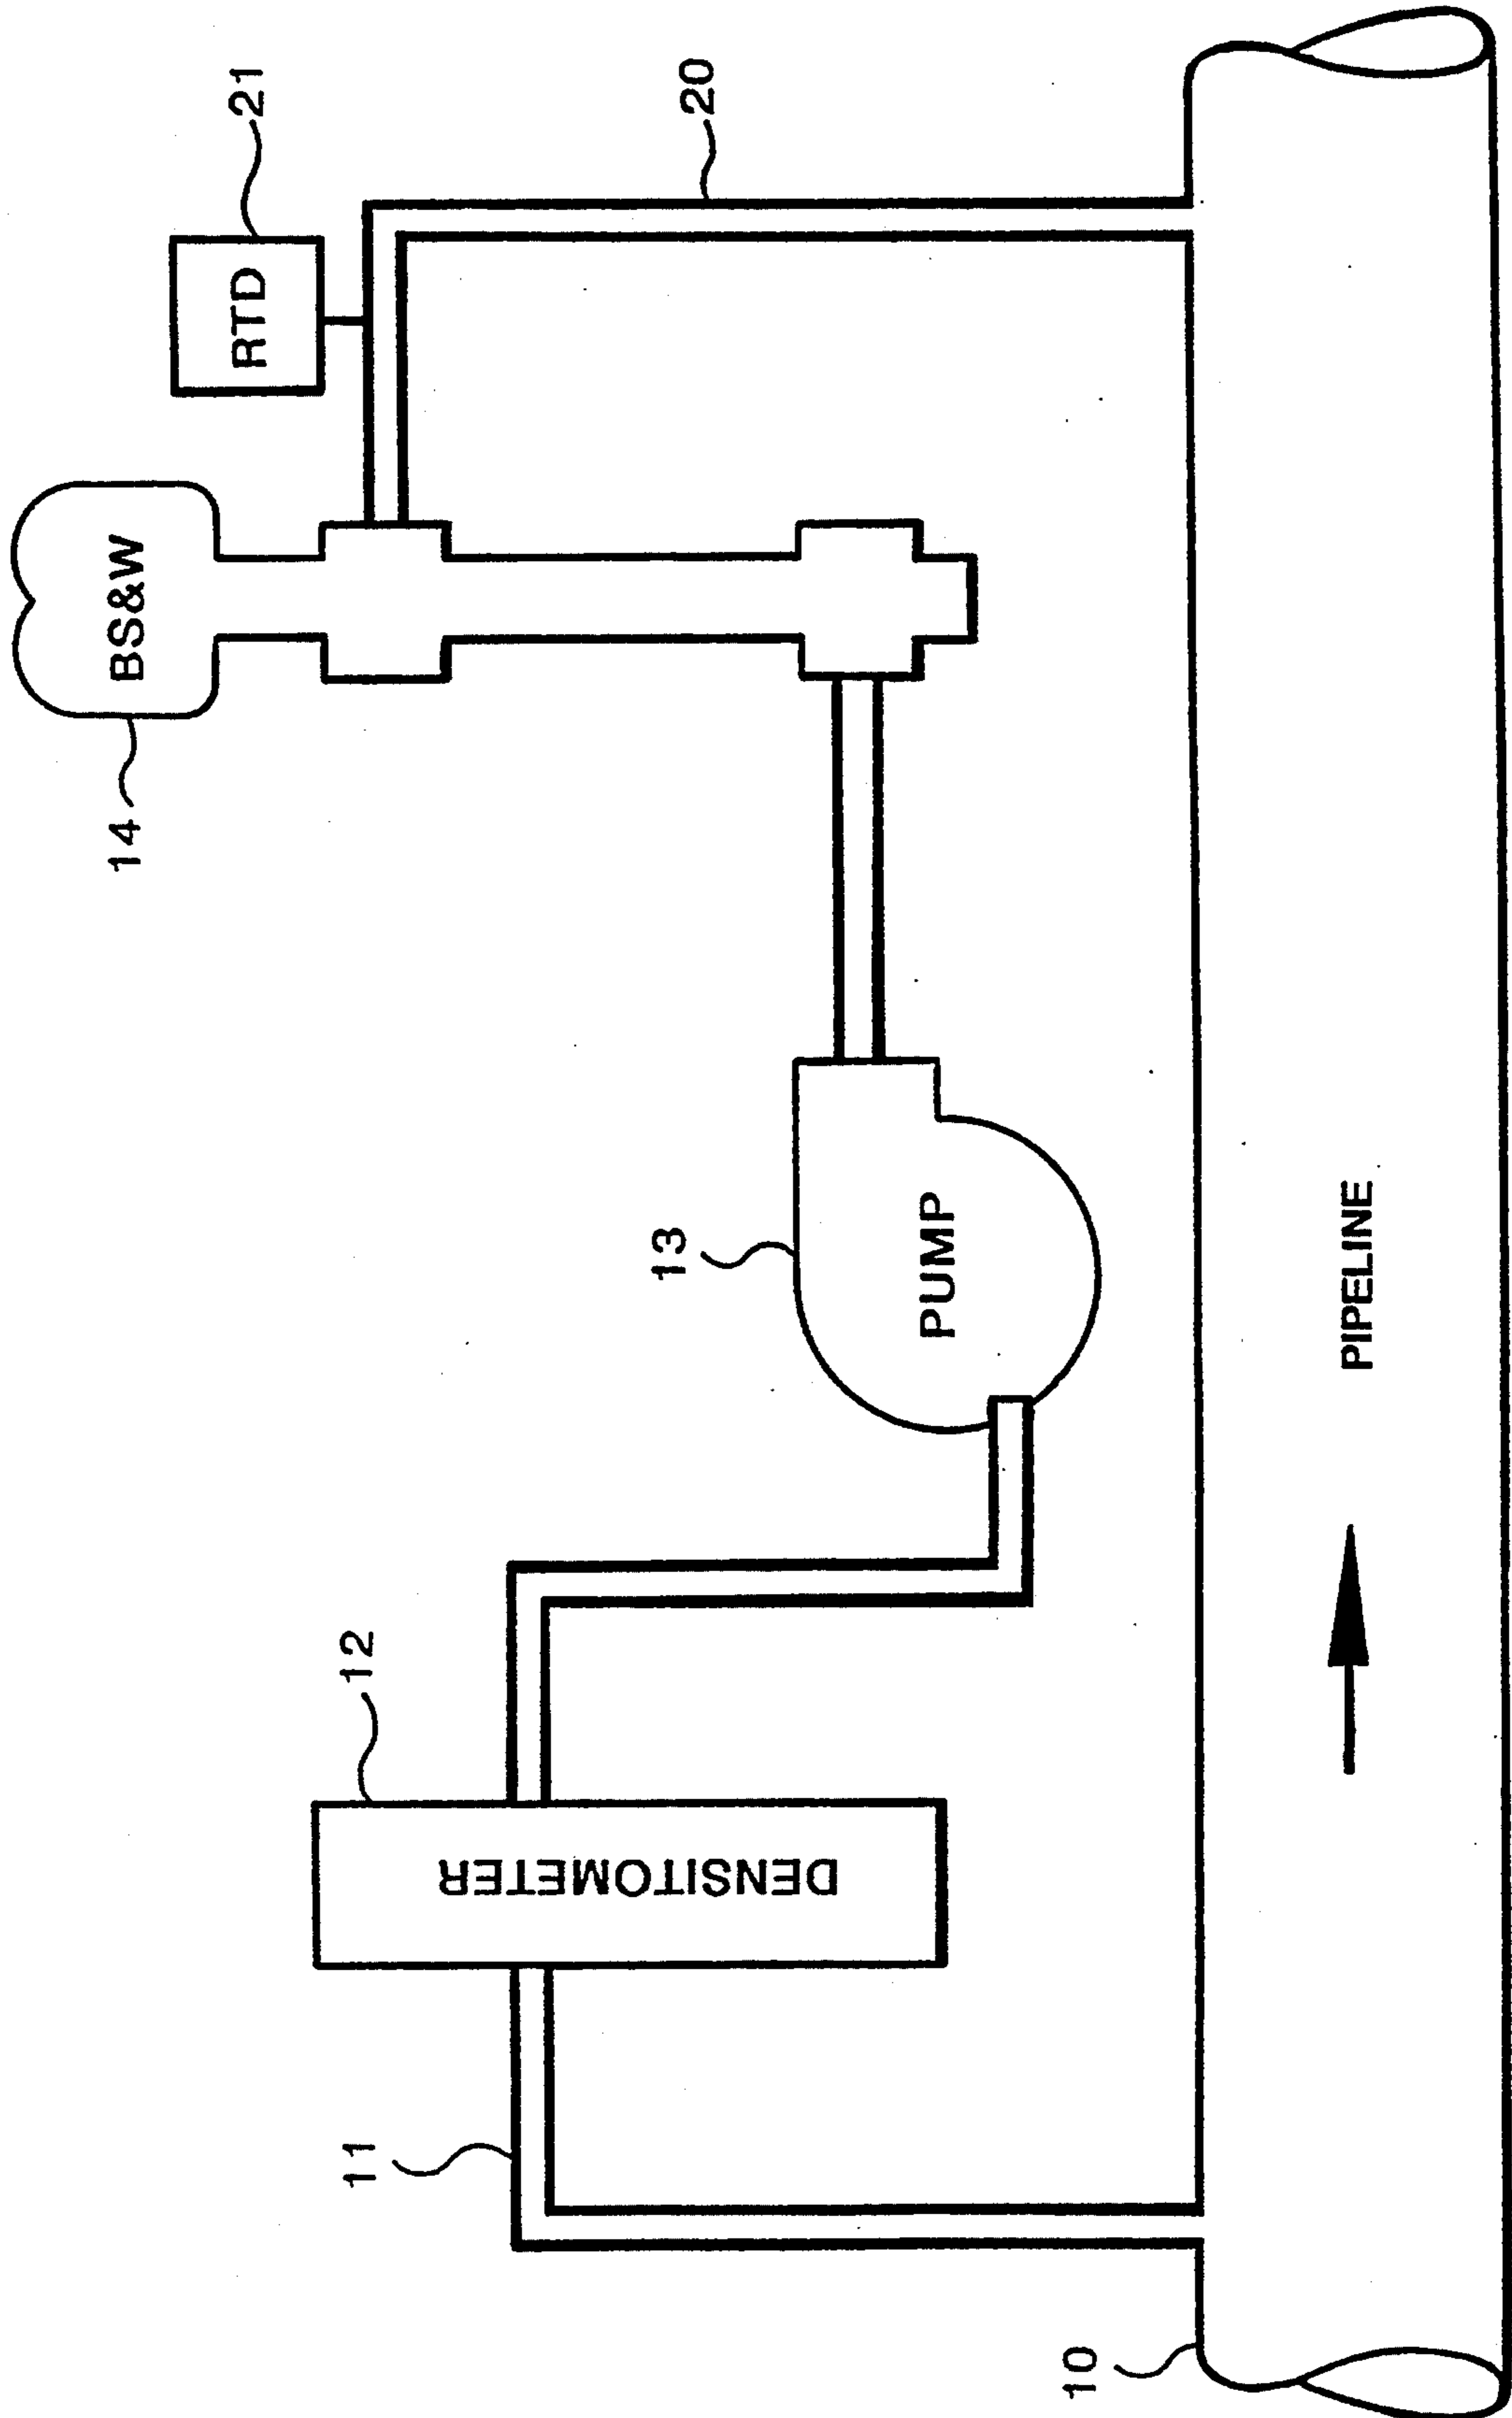 21
RTD
BS&W
14
20
12
DENSITOMETER
11
13
PUMP
PIPELINE
10